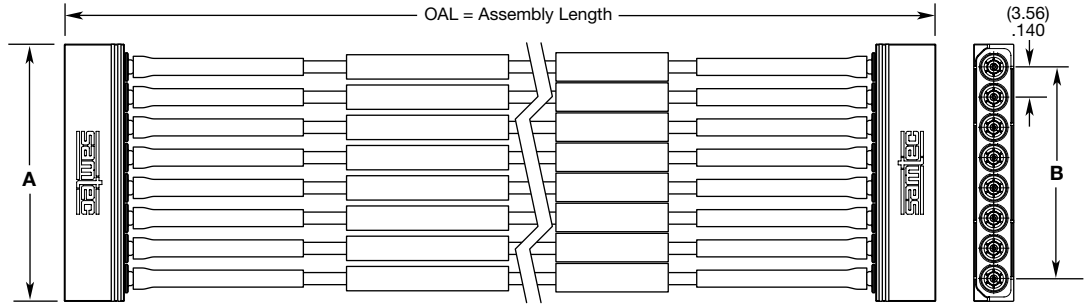 OAL = Assembly Length
(3.56)
.140
A
samtec
samtec
B